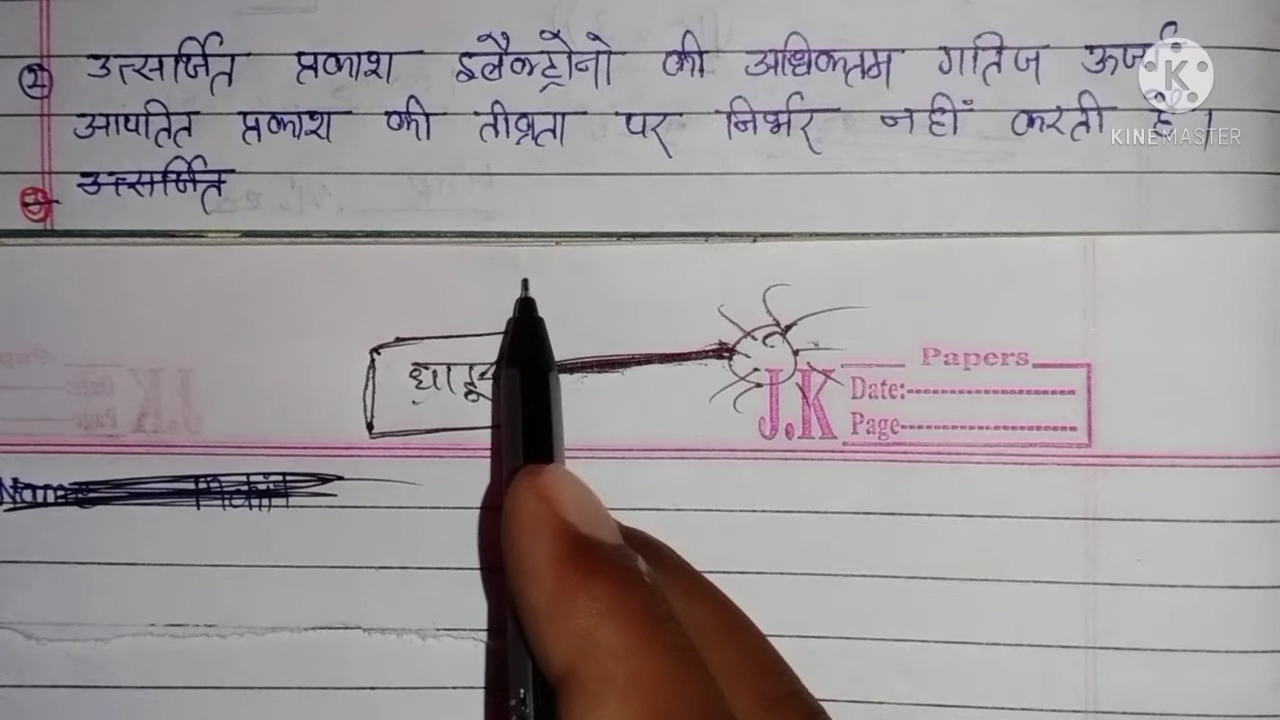 ② उत्सर्जित प्रकाश इलैक्ट्रौनो की अधिकतम गतिज ऊर्जा
आपतित प्रकाश की तीव्रता पर निर्भर नहीं करती है।
उत्सर्जित
KINEMASTER
धातु
J.K
Papers
Date:
Page
Name